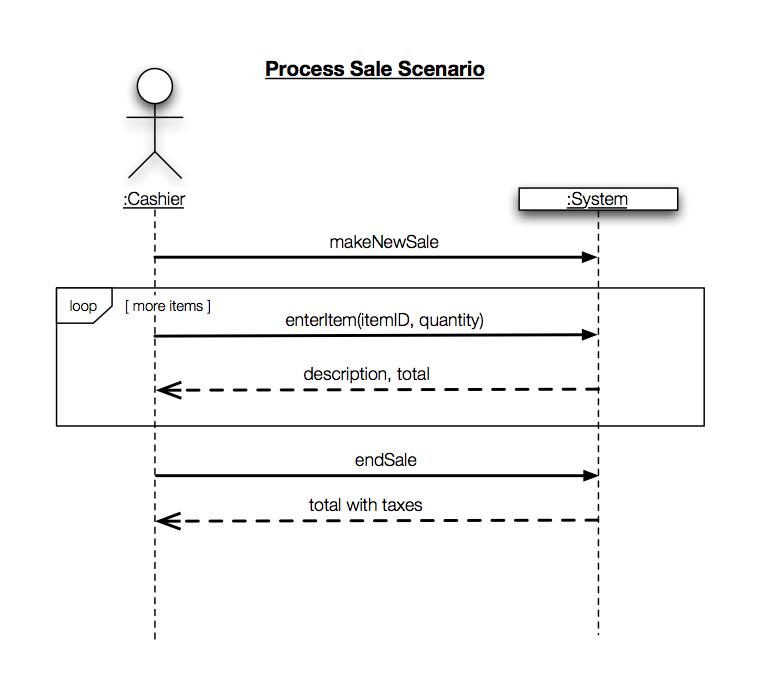 Process Sale Scenario
:Cashier
:System
makeNewSale
loop
[ more items ]
enterItem(itemID, quantity)
description, total
endSale
total with taxes